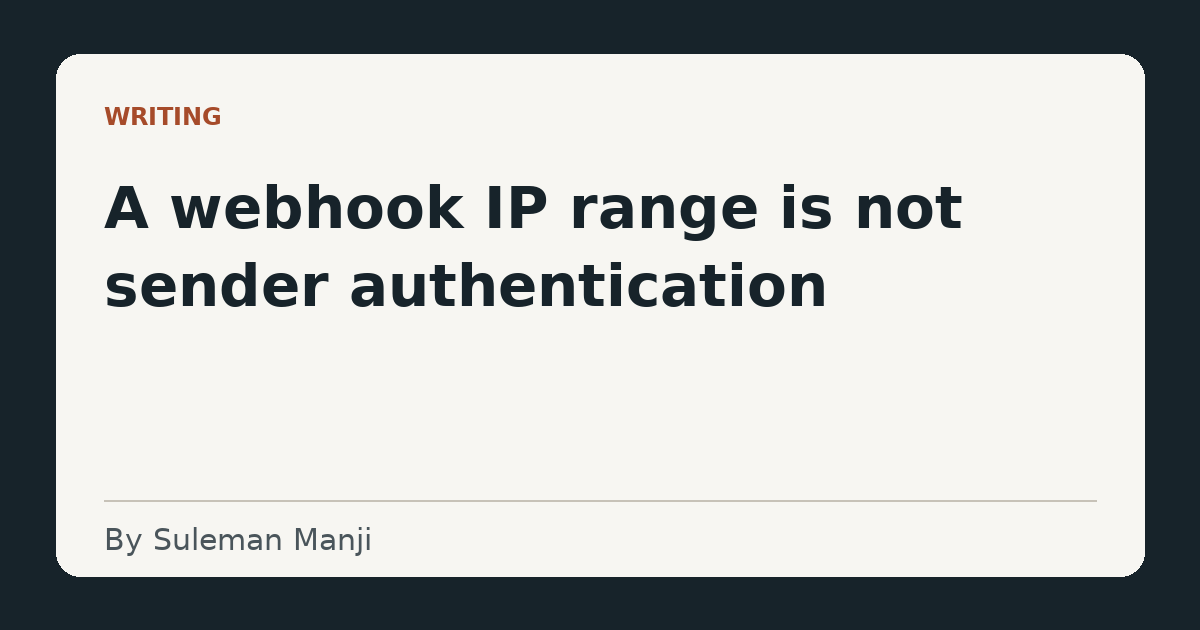 WRITING
A webhook IP range is not
sender authentication
By Suleman Manji